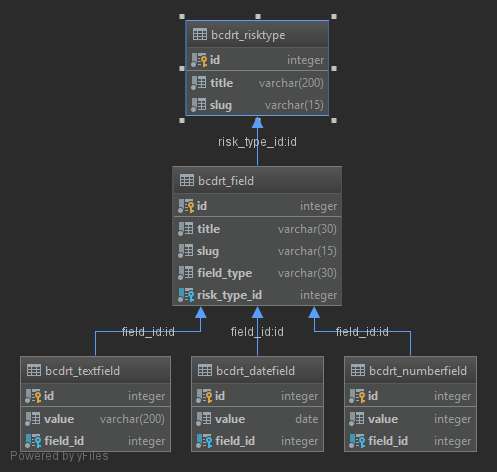 bcdrt_risktype
id integer
title varchar(200)
slug varchar(15)
risk_type_id:id
bcdrt_field
id integer
title varchar(30)
slug varchar(15)
field_type varchar(30)
risk_type_id integer
field_id:id field_id:id field_id:id
bcdrt_textfield
id integer
value varchar(200)
field_id integer
bcdrt_datefield
id integer
value date
field_id integer
bcdrt_numberfield
id integer
value integer
field_id integer
Powered by yFiles